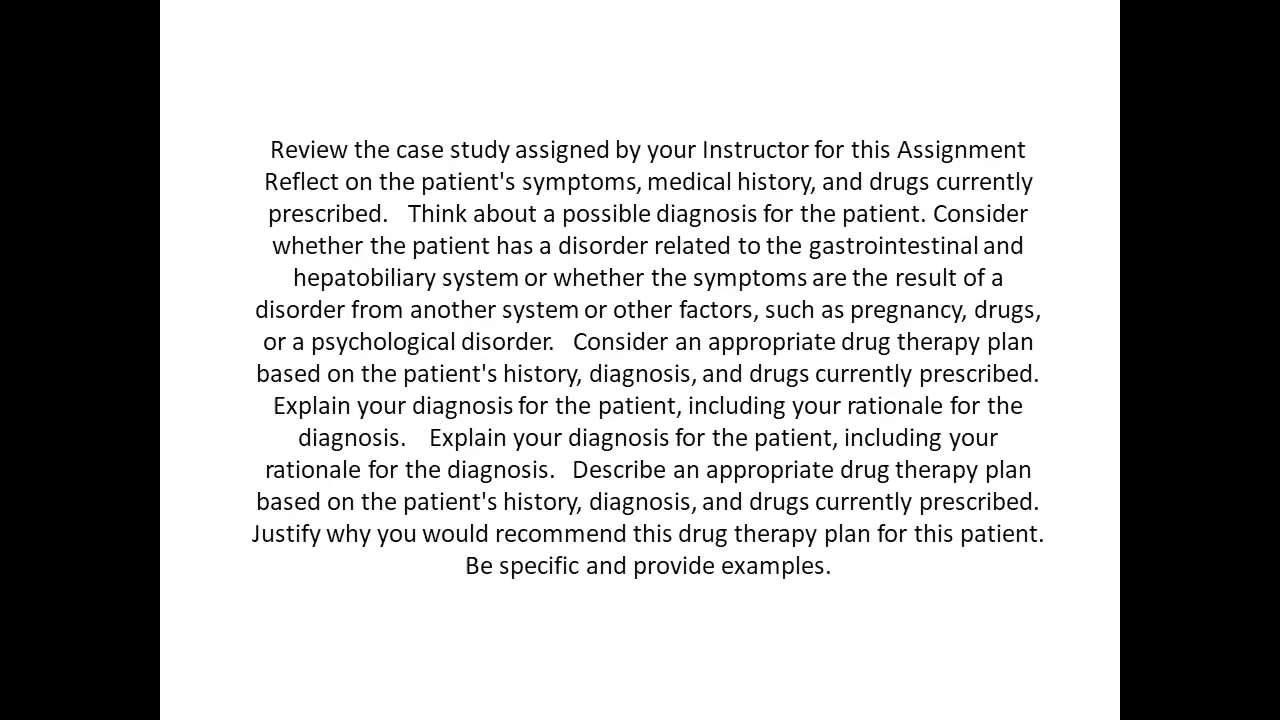 Review the case study assigned by your Instructor for this Assignment
Reflect on the patient's symptoms, medical history, and drugs currently
prescribed.   Think about a possible diagnosis for the patient. Consider
whether the patient has a disorder related to the gastrointestinal and
hepatobiliary system or whether the symptoms are the result of a
disorder from another system or other factors, such as pregnancy, drugs,
or a psychological disorder.   Consider an appropriate drug therapy plan
based on the patient's history, diagnosis, and drugs currently prescribed.
Explain your diagnosis for the patient, including your rationale for the
diagnosis.    Explain your diagnosis for the patient, including your
rationale for the diagnosis.   Describe an appropriate drug therapy plan
based on the patient's history, diagnosis, and drugs currently prescribed.
Justify why you would recommend this drug therapy plan for this patient.
Be specific and provide examples.